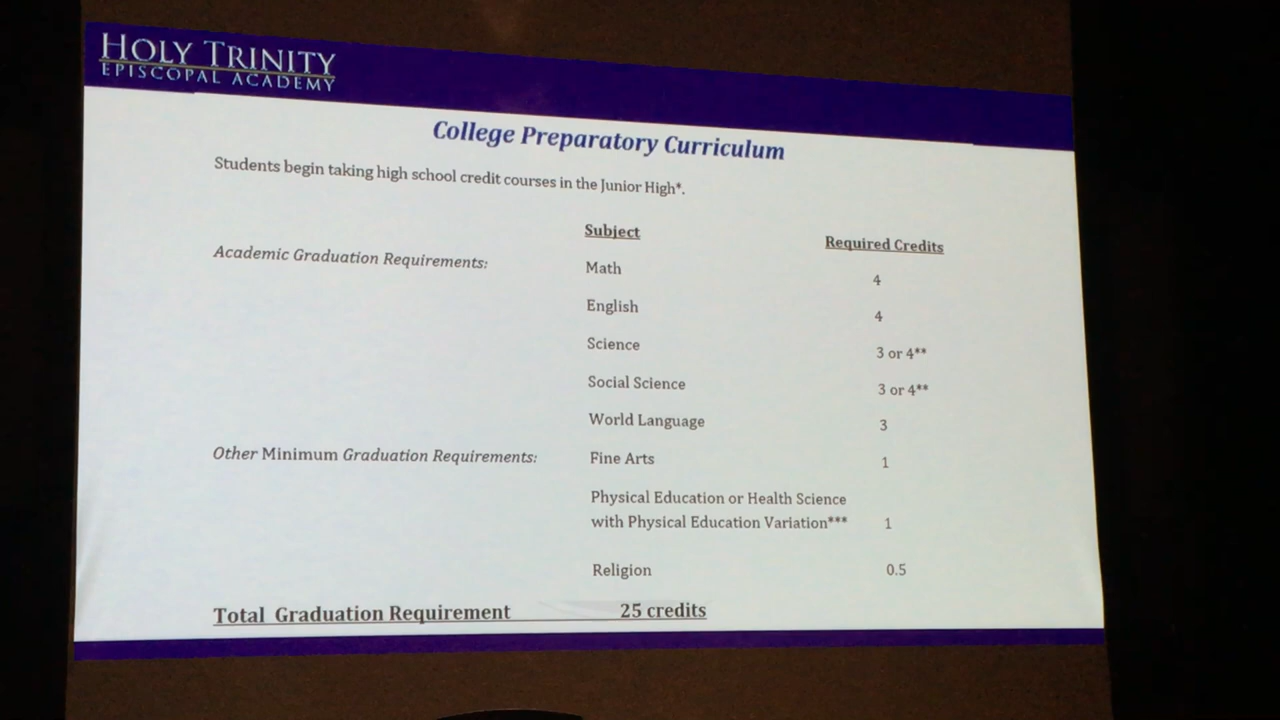 HOLY TRINITY
EPISCOPAL ACADEMY
College Preparatory Curriculum
Students begin taking high school credit courses in the Junior High*.
Subject Required Credits
Academic Graduation Requirements: Math 4
English 4
Science 3 or 4**
Social Science 3 or 4**
World Language 3
Other Minimum Graduation Requirements: Fine Arts 1
Physical Education or Health Science
with Physical Education Variation*** 1
Religion 0.5
Total Graduation Requirement 25 credits